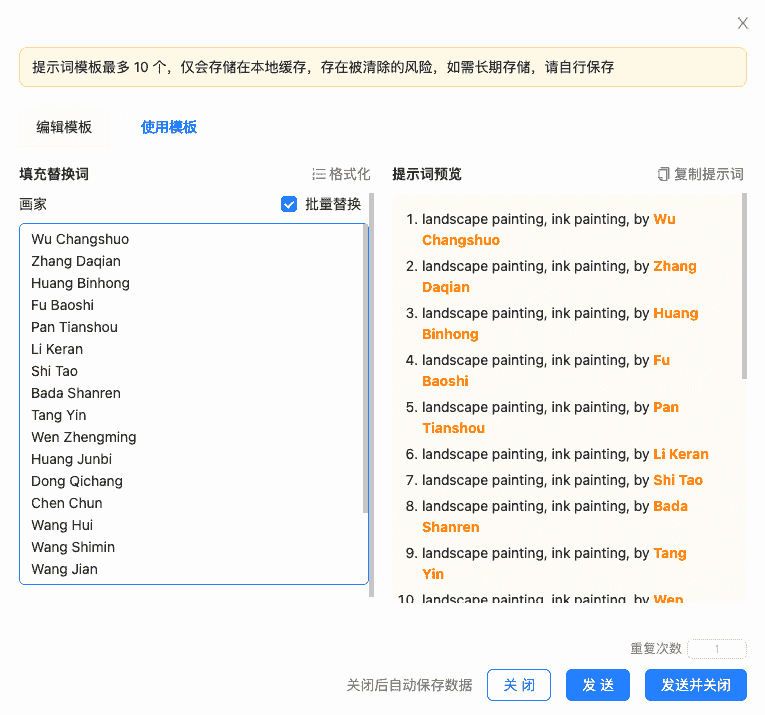 提示词模板最多 10 个，仅会存储在本地缓存，存在被清除的风险，如需长期存储，请自行保存
编辑模板
使用模板
填充替换词
格式化
画家
批量替换
Wu Changshuo
Zhang Daqian
Huang Binhong
Fu Baoshi
Pan Tianshou
Li Keran
Shi Tao
Bada Shanren
Tang Yin
Wen Zhengming
Huang Junbi
Dong Qichang
Chen Chun
Wang Hui
Wang Shimin
Wang Jian
提示词预览
复制提示词
1. landscape painting, ink painting, by Wu
Changshuo
2. landscape painting, ink painting, by Zhang
Daqian
3. landscape painting, ink painting, by Huang
Binhong
4. landscape painting, ink painting, by Fu
Baoshi
5. landscape painting, ink painting, by Pan
Tianshou
6. landscape painting, ink painting, by Li Keran
7. landscape painting, ink painting, by Shi Tao
8. landscape painting, ink painting, by Bada
Shanren
9. landscape painting, ink painting, by Tang
Yin
10. landscape painting, ink painting, by Wen
重复次数 1
关闭后自动保存数据
关 闭
发 送
发送并关闭